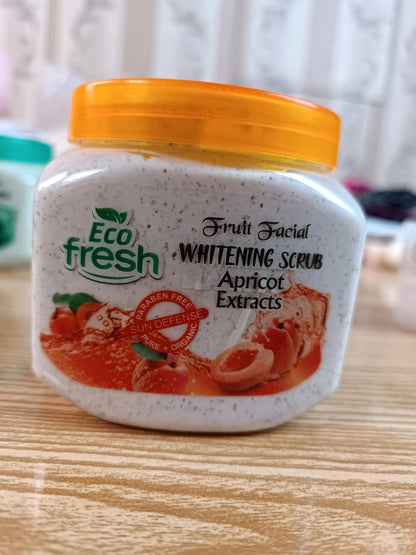 Eco
fresh
Fruit Facial
WHITENING SCRUB
Apricot
Extracts
PARABEN FREE
SUN DEFENSE
PURE • ORGANIC